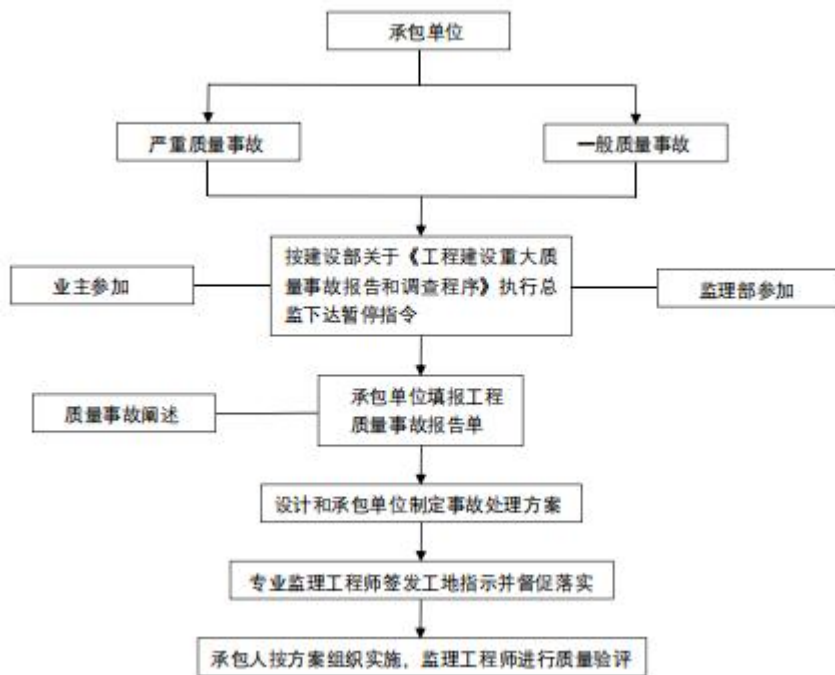 承包单位
严重质量事故
一般质量事故
按建设部关于《工程建设重大质
量事故报告和调查程序》执行总
监下达暂停指令
业主参加
监理部参加
承包单位填报工程
质量事故报告单
质量事故阐述
设计和承包单位制定事故处理方案
专业监理工程师签发工地指示并督促落实
承包人按方案组织实施，监理工程师进行质量验评